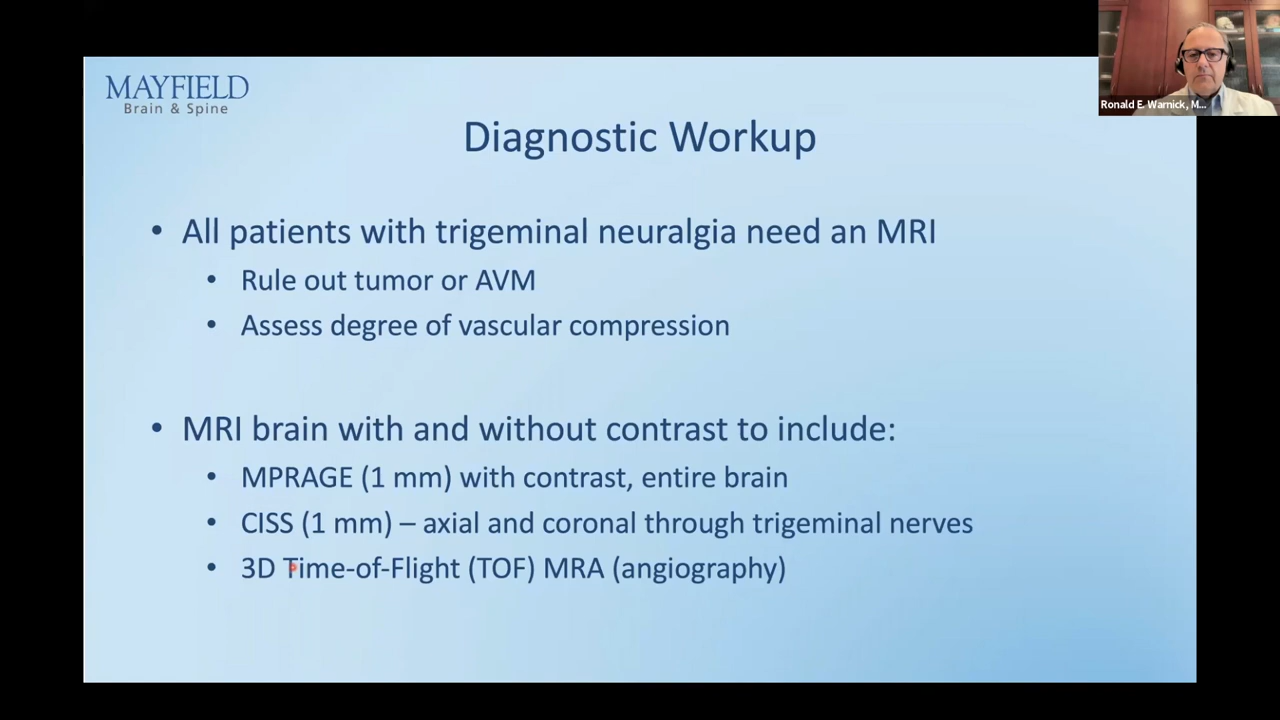 MAYFIELD
Brain & Spine
Ronald E. Warnick, M...
Diagnostic Workup
• All patients with trigeminal neuralgia need an MRI
• Rule out tumor or AVM
• Assess degree of vascular compression
• MRI brain with and without contrast to include:
• MPRAGE (1 mm) with contrast, entire brain
• CISS (1 mm) – axial and coronal through trigeminal nerves
• 3D Time-of-Flight (TOF) MRA (angiography)